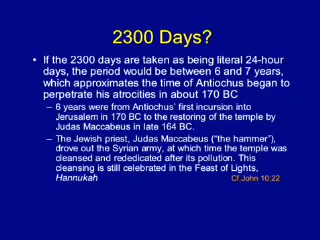 2300 Days?
• If the 2300 days are taken as being literal 24-hour
days, the period would be between 6 and 7 years,
which approximates the time of Antiochus began to
perpetrate his atrocities in about 170 BC
– 6 years were from Antiochus' first incursion into
Jerusalem in 170 BC to the restoring of the temple by
Judas Maccabeus in late 164 BC.
– The Jewish priest, Judas Maccabeus ("the hammer"),
drove out the Syrian army, at which time the temple was
cleansed and rededicated after its pollution. This
cleansing is still celebrated in the Feast of Lights,
Hannukah Cf.John 10:22